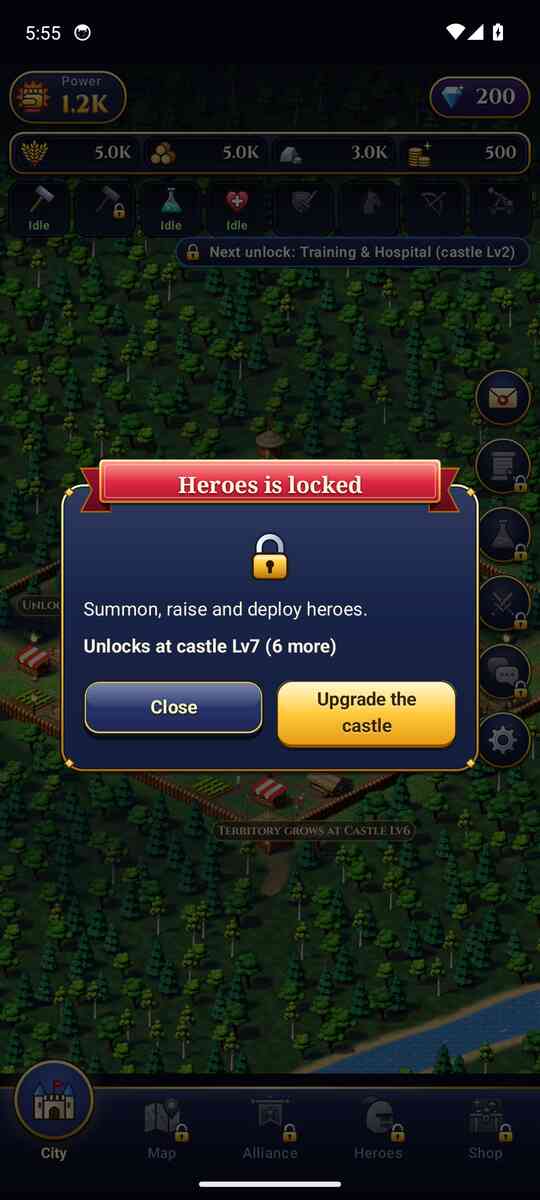 5:55
Power
1.2K
200
5.0K
5.0K
3.0K
500
Idle
Idle
Idle
Next unlock: Training & Hospital (castle Lv2)
Heroes is locked
Summon, raise and deploy heroes.
Unlocks at castle Lv7 (6 more)
Close
Upgrade the
castle
Territory grows at Castle Lv6
City
Map
Alliance
Heroes
Shop